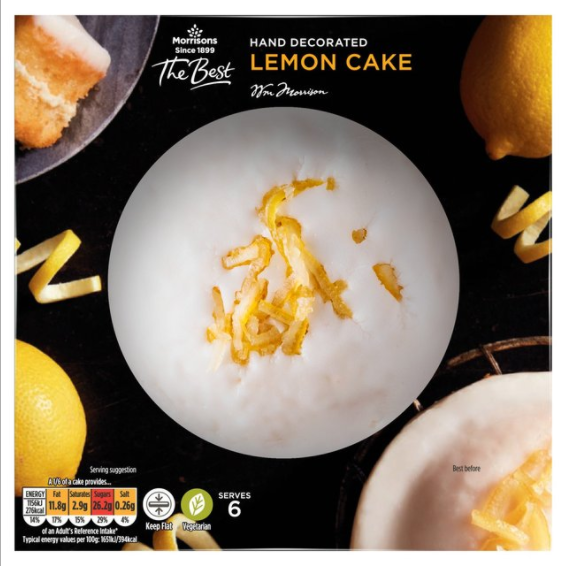 Morrisons
Since 1899
The Best
HAND DECORATED
LEMON CAKE
Wm Morrison
Serving suggestion
A 1/6 of a cake provides...
ENERGY Fat Saturates Sugars Salt
1156kJ
276kcal 11.8g 2.9g 26.2g 0.26g
14% 17% 15% 29% 4%
of an Adult's Reference Intake*
Typical energy values per 100g: 1651kJ/394kcal
Keep Flat
Vegetarian
SERVES
6
Best before